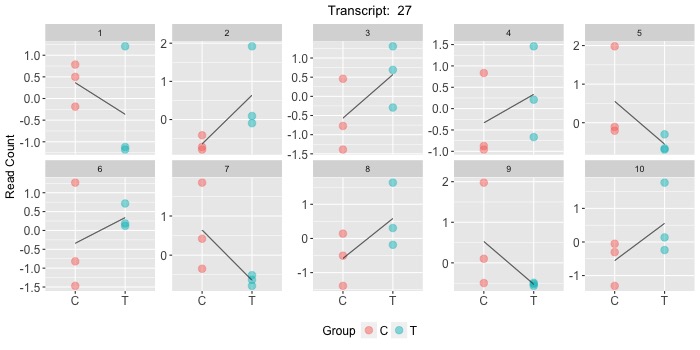 Transcript: 27
1 2 3 4 5
1.0 0.5 0.0 -0.5 -1.0
2 1 0
1.0 0.5 0.0 -0.5 -1.0 -1.5
1.5 1.0 0.5 0.0 -0.5 -1.0
2 1 0
Read Count
6 7 8 9 10
1.0 0.5 0.0 -0.5 -1.0 -1.5
1 0
1 0 -1
2 1 0
1 0 -1
C T C T C T C T C T
Group C T